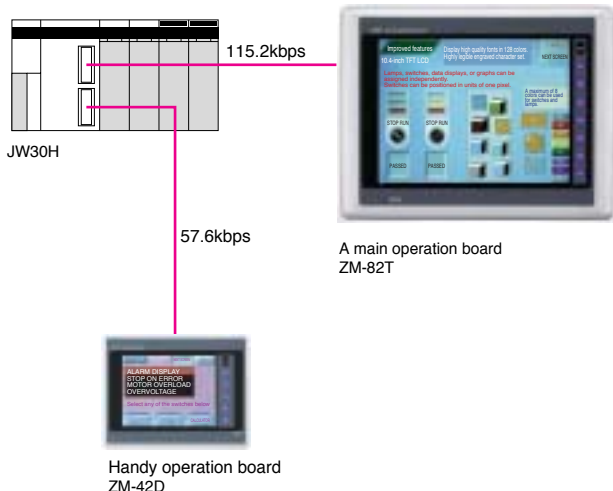 115.2kbps
JW30H
57.6kbps
Improved features
10.4-inch TFT LCD
Display high quality fonts in 128 colors.
Highly legible engraved character set.
NEXT SCREEN
Lamps, switches, data displays, or graphs can be
assigned independently.
Switches can be positioned in units of one pixel.
A maximum of 8
colors can be used
for switches and
lamps.
STOP RUN
STOP RUN
PASSED
PASSED
A main operation board
ZM-82T
ALARM DISPLAY
STOP ON ERROR
MOTOR OVERLOAD
OVERVOLTAGE
Select any of the switches below
Handy operation board
ZM-42D